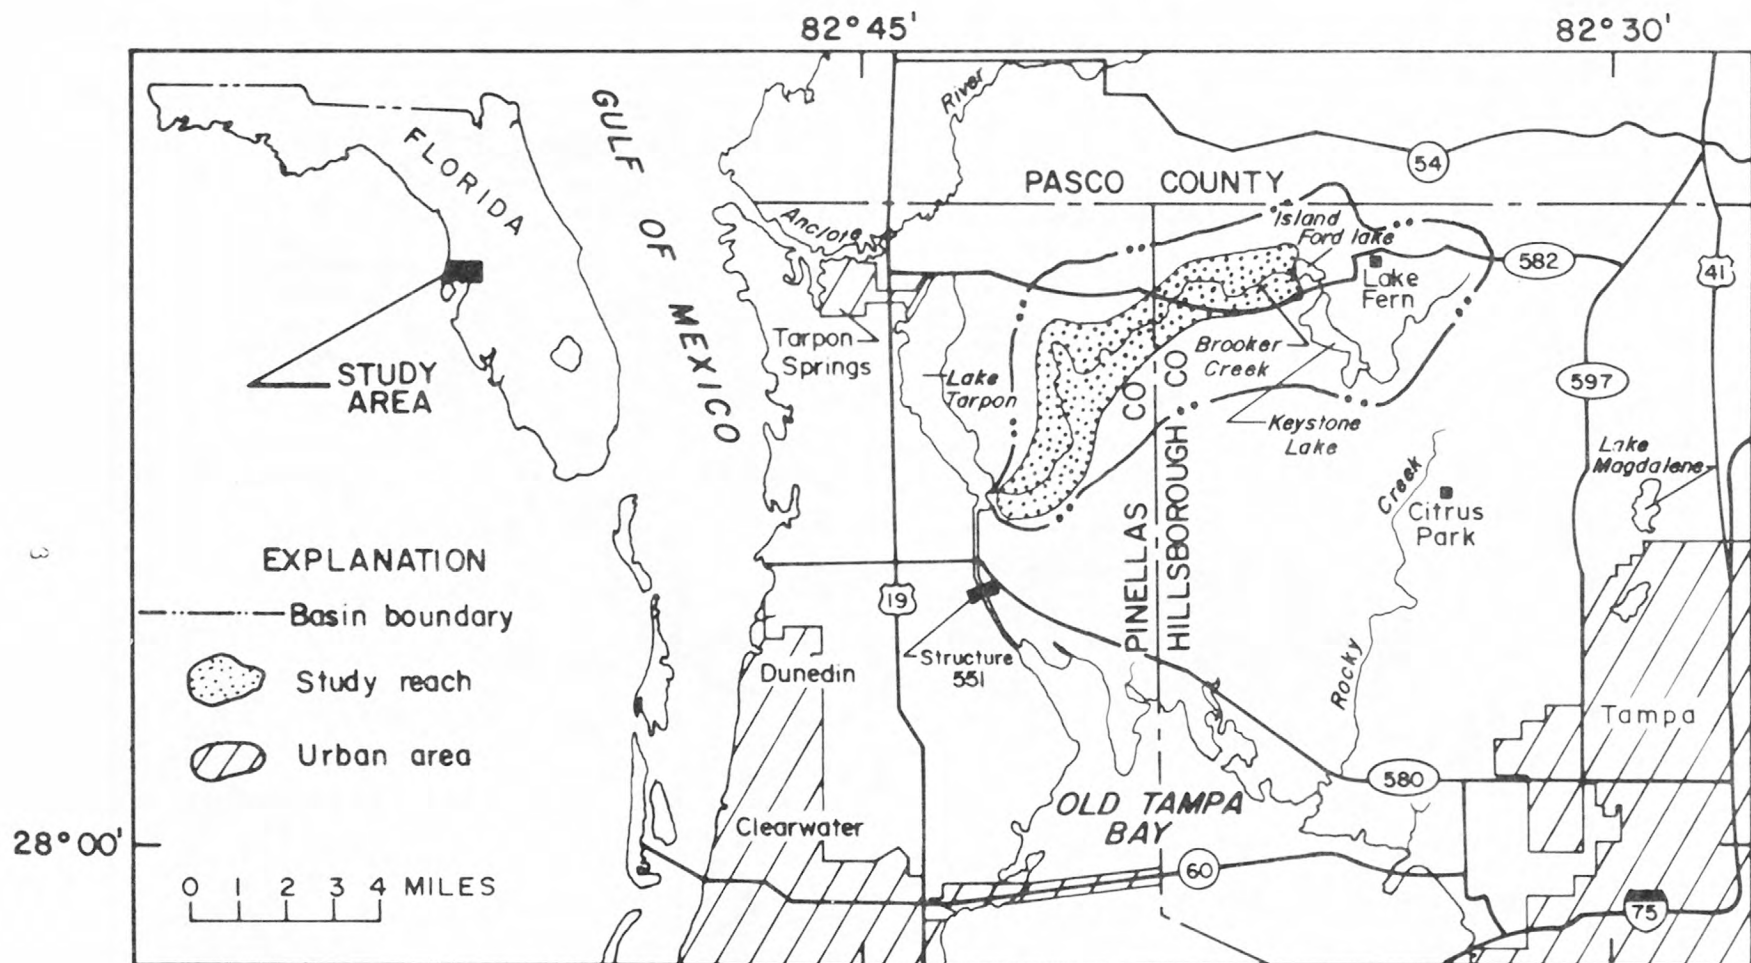 82°45'
82°30'
GULF OF MEXICO
FLORIDA
River
54
PASCO COUNTY
Anclote
Island
Ford lake
582
41
Lake
Fern
Tarpon
Springs
STUDY
AREA
Lake
Tarpon
Brooker
Creek
597
PINELLAS CO
HILLSBOROUGH CO
Keystone
Lake
Lake
Magdalene
Rocky Creek
Citrus
Park
3
EXPLANATION
Basin boundary
Study reach
Urban area
19
Structure
551
Dunedin
Tampa
580
OLD TAMPA
BAY
Clearwater
28°00'
60
0 1 2 3 4 MILES
75